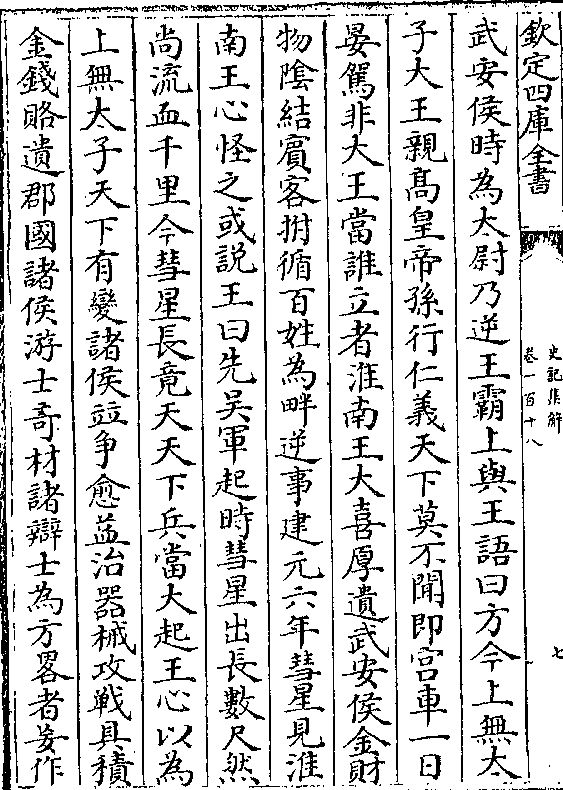 欽定四庫全書
史記集解
卷一百十八
七
武安侯時為太尉乃逆王霸上與王語曰方今上無太
子大王親髙皇帝孫行仁義天下莫不聞即宫車一日
晏駕非大王當誰立者淮南王大喜厚遺武安侯金財
物隂結賓客拊循百姓為畔逆事建元六年彗星見淮
南王心怪之或説王曰先吳軍起時彗星出長數尺然
尚流血千里今彗星長竟天天下兵當大起王心以為
上無太子天下有變諸侯竝爭愈益治器械攻戰具積
金錢賂遺郡國諸侯游士奇材諸辯士為方畧者妄作